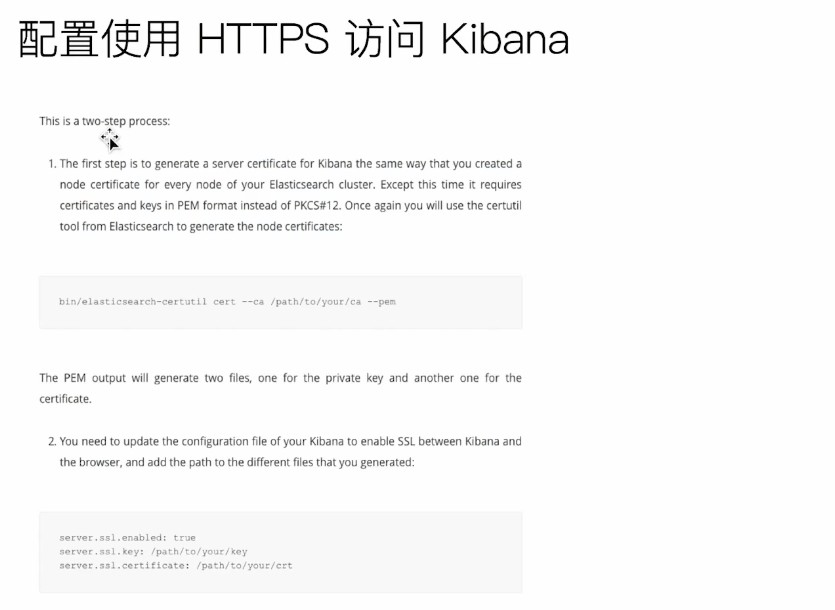 配置使用 HTTPS 访问 Kibana
This is a two-step process:
1. The first step is to generate a server certificate for Kibana the same way that you created a
node certificate for every node of your Elasticsearch cluster. Except this time it requires
certificates and keys in PEM format instead of PKCS#12. Once again you will use the certutil
tool from Elasticsearch to generate the node certificates:
bin/elasticsearch-certutil cert --ca /path/to/your/ca --pem
The PEM output will generate two files, one for the private key and another one for the
certificate.
2. You need to update the configuration file of your Kibana to enable SSL between Kibana and
the browser, and add the path to the different files that you generated:
server.ssl.enabled: true
server.ssl.key: /path/to/your/key
server.ssl.certificate: /path/to/your/crt